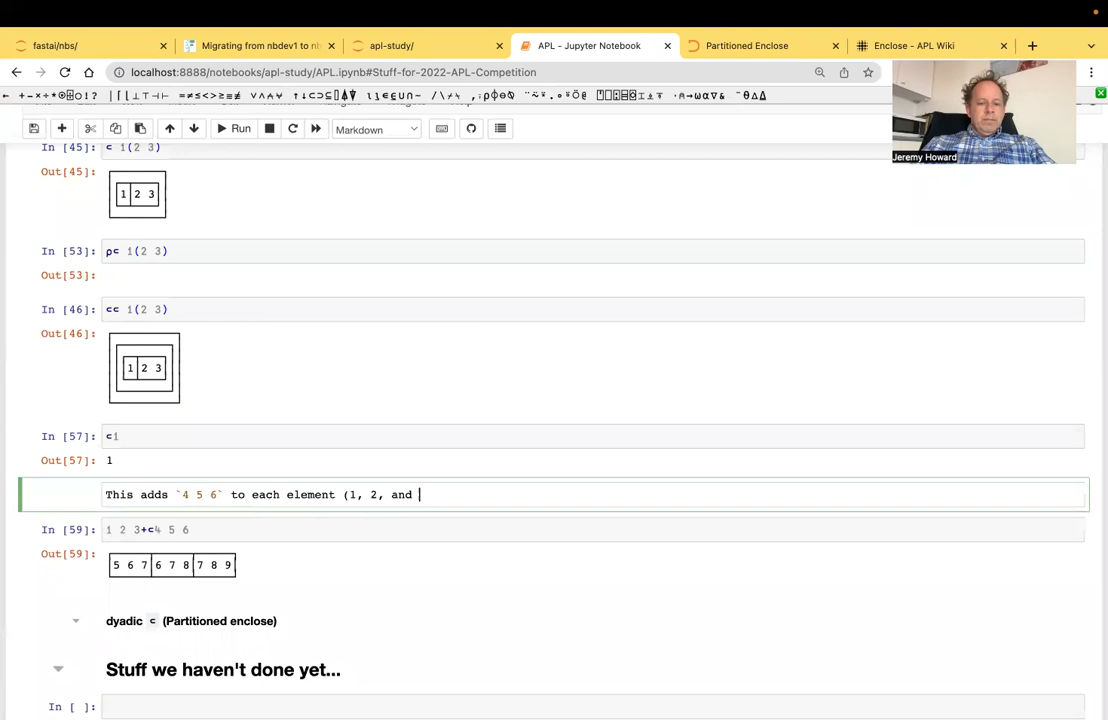 fastai/nbs/
Migrating from nbdev1 to n
apl-study/
APL - Jupyter Notebook
Partitioned Enclose
Enclose - APL Wiki
localhost:8888/notebooks/apl-study/APL.ipynb#Stuff-for-2022-APL-Competition
Run
Markdown
Jeremy Howard
In [45]: ⊂ 1(2 3)
Out[45]:
1 2 3
In [53]: ⍴⊂ 1(2 3)
Out[53]:
In [46]: ⊂⊂ 1(2 3)
Out[46]:
1 2 3
In [57]: ⊂1
Out[57]: 1
This adds `4 5 6` to each element (1, 2, and
In [59]: 1 2 3+⊂4 5 6
Out[59]:
5 6 7 6 7 8 7 8 9
dyadic ⊂ (Partitioned enclose)
Stuff we haven't done yet...
In [ ]: